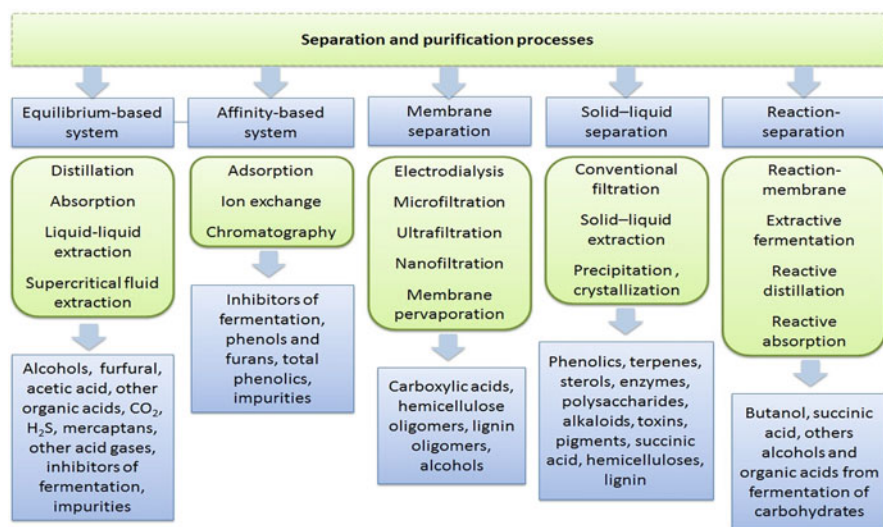 Separation and purification processes
Equilibrium-based
system
Affinity-based
system
Membrane
separation
Solid–liquid
separation
Reaction-
separation
Distillation
Absorption
Liquid-liquid
extraction
Supercritical fluid
extraction
Adsorption
Ion exchange
Chromatography
Electrodialysis
Microfiltration
Ultrafiltration
Nanofiltration
Membrane
pervaporation
Conventional
filtration
Solid–liquid
extraction
Precipitation ,
crystallization
Reaction-
membrane
Extractive
fermentation
Reactive
distillation
Reactive
absorption
Alcohols, furfural,
acetic acid, other
organic acids, CO₂,
H₂S, mercaptans,
other acid gases,
inhibitors of
fermentation,
impurities
Inhibitors of
fermentation,
phenols and
furans, total
phenolics,
impurities
Carboxylic acids,
hemicellulose
oligomers, lignin
oligomers,
alcohols
Phenolics, terpenes,
sterols, enzymes,
polysaccharides,
alkaloids, toxins,
pigments, succinic
acid, hemicelluloses,
lignin
Butanol, succinic
acid, others
alcohols and
organic acids from
fermentation of
carbohydrates